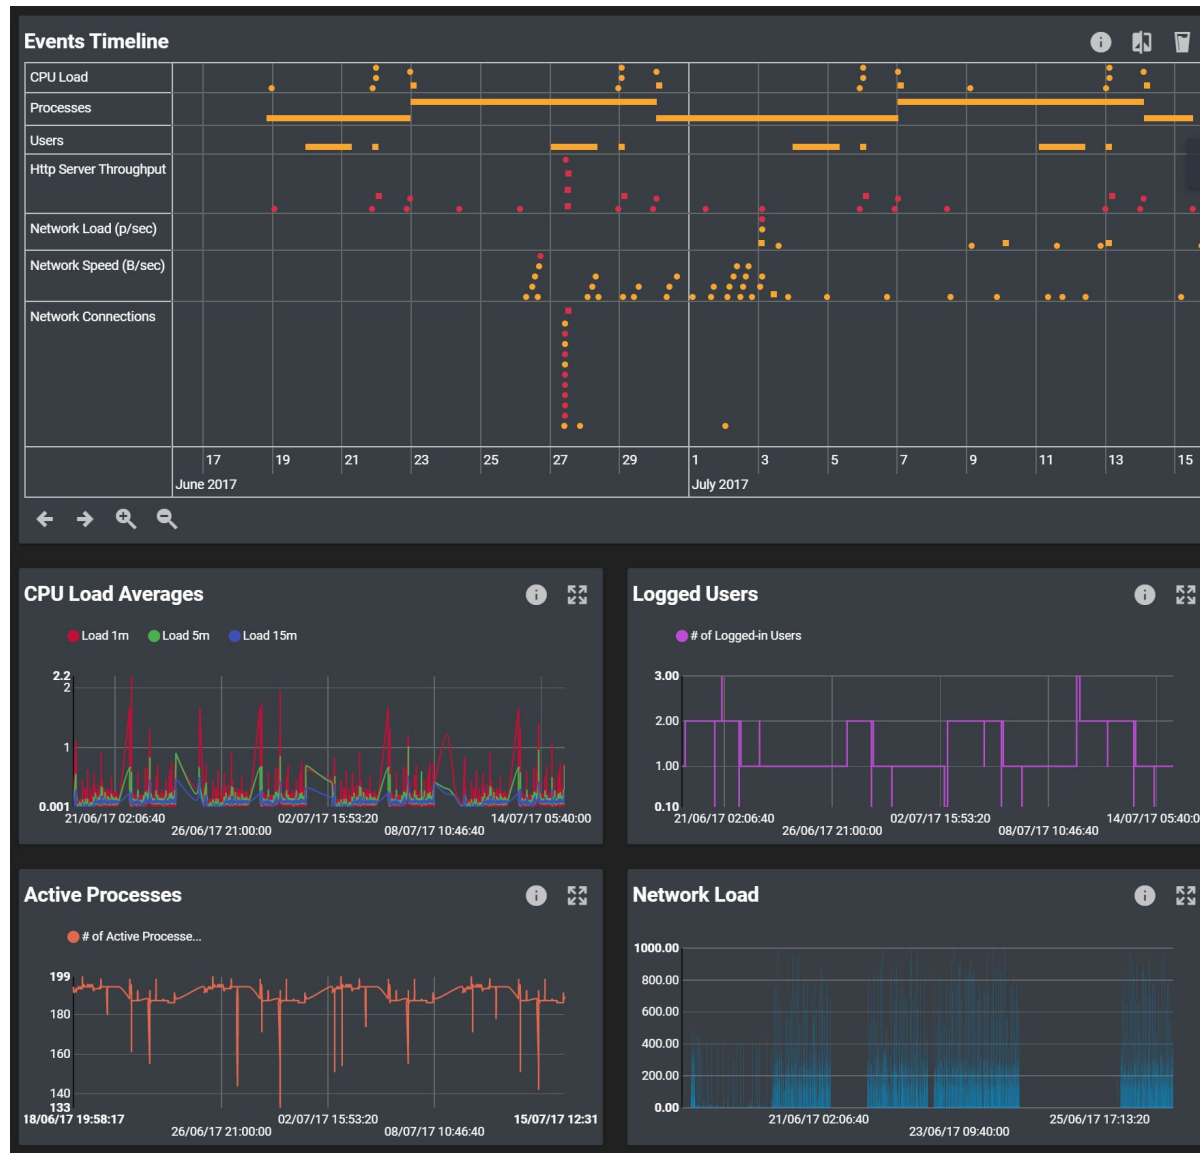 Events Timeline
CPU Load
Processes
Users
Http Server Throughput
Network Load (p/sec)
Network Speed (B/sec)
Network Connections
17 19 21 23 25 27 29 1 3 5 7 9 11 13 15
June 2017 July 2017
CPU Load Averages
Load 1m Load 5m Load 15m
2.2
2
1
0.001
21/06/17 02:06:40 02/07/17 15:53:20 14/07/17 05:40:00
26/06/17 21:00:00 08/07/17 10:46:40
Logged Users
# of Logged-in Users
3.00
2.00
1.00
0.10
21/06/17 02:06:40 02/07/17 15:53:20 14/07/17 05:40:0
26/06/17 21:00:00 08/07/17 10:46:40
Active Processes
# of Active Processe...
199
180
160
140
133
18/06/17 19:58:17 02/07/17 15:53:20 15/07/17 12:31
26/06/17 21:00:00 08/07/17 10:46:40
Network Load
1000.00
800.00
600.00
400.00
200.00
0.00
21/06/17 02:06:40 25/06/17 17:13:20
23/06/17 09:40:00